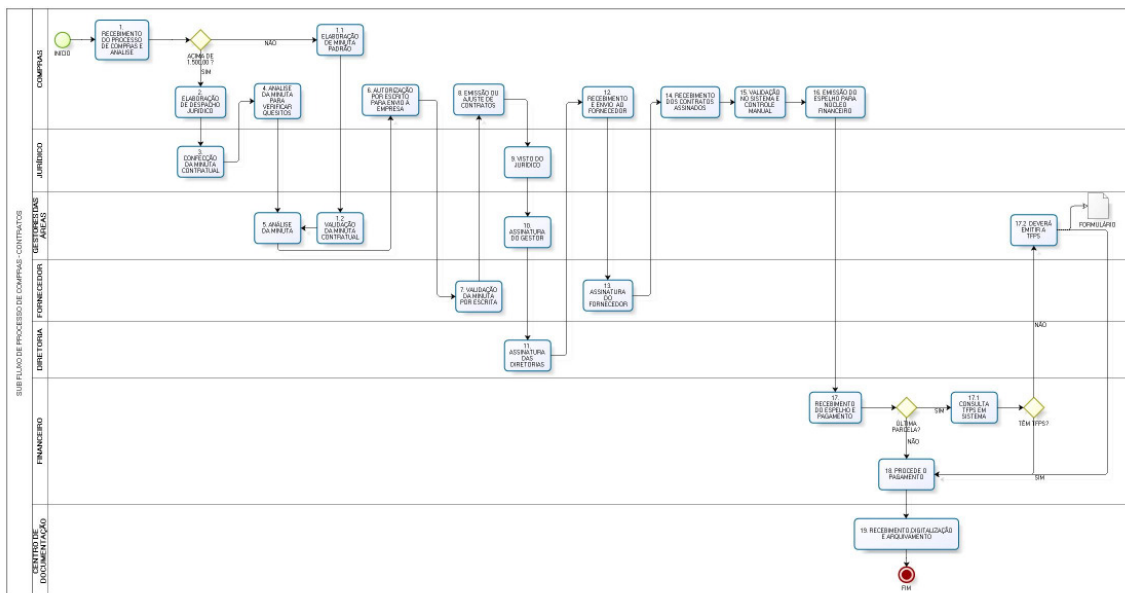 SUB FLUXO DE PROCESSO DE COMPRAS - CONTRATOS
COMPRAS
INÍCIO
1.
RECEBIMENTO
DO PROCESSO
DE COMPRAS E
ANALISE
ACIMA DE
1.500,00 ?
NÃO
SIM
1.1
ELABORAÇÃO
DE MINUTA
PADRÃO
2.
ELABORAÇÃO
DE DESPACHO
JURÍDICO
4. ANALISE
DA MINUTA
PARA
VERIFICAR
QUESITOS
6. AUTORIZAÇÃO
POR ESCRITO
PARA ENVIO A
EMPRESA
8. EMISSÃO OU
AJUSTE DE
CONTRATOS
12.
RECEBIMENTO
E ENVIO AO
FORNECEDOR
14. RECEBIMENTO
DOS CONTRATOS
ASSINADOS
15. VALIDAÇÃO
NO SISTEMA E
CONTROLE
MANUAL
16. EMISSÃO DO
ESPELHO PARA
NÚCLEO
FINANCEIRO
JURÍDICO
3.
CONFECÇÃO
DA MINUTA
CONTRATUAL
9. VISTO DO
JURÍDICO
GESTORES DAS
ÁREAS
5. ANÁLISE
DA MINUTA
1.2
VALIDAÇÃO
DA MINUTA
CONTRATUAL
10.
ASSINATURA
DO GESTOR
17.2 DEVERÁ
EMITIR A
TFPS
FORMULÁRIO
FORNECEDOR
7. VALIDAÇÃO
DA MINUTA
POR ESCRITA
13.
ASSINATURA
DO
FORNECEDOR
DIRETORIA
11.
ASSINATURA
DAS
DIRETORIAS
NÃO
FINANCEIRO
17.
RECEBIMENTO
DO ESPELHO E
PAGAMENTO
ÚLTIMA
PARCELA?
SIM
NÃO
17.1
CONSULTA
TFPS EM
SISTEMA
TÊM TFPS?
18. PROCEDE O
PAGAMENTO
SIM
CENTRO DE
DOCUMENTAÇÃO
19. RECEBIMENTO,DIGITALIZAÇÃO
E ARQUIVAMENTO
FIM